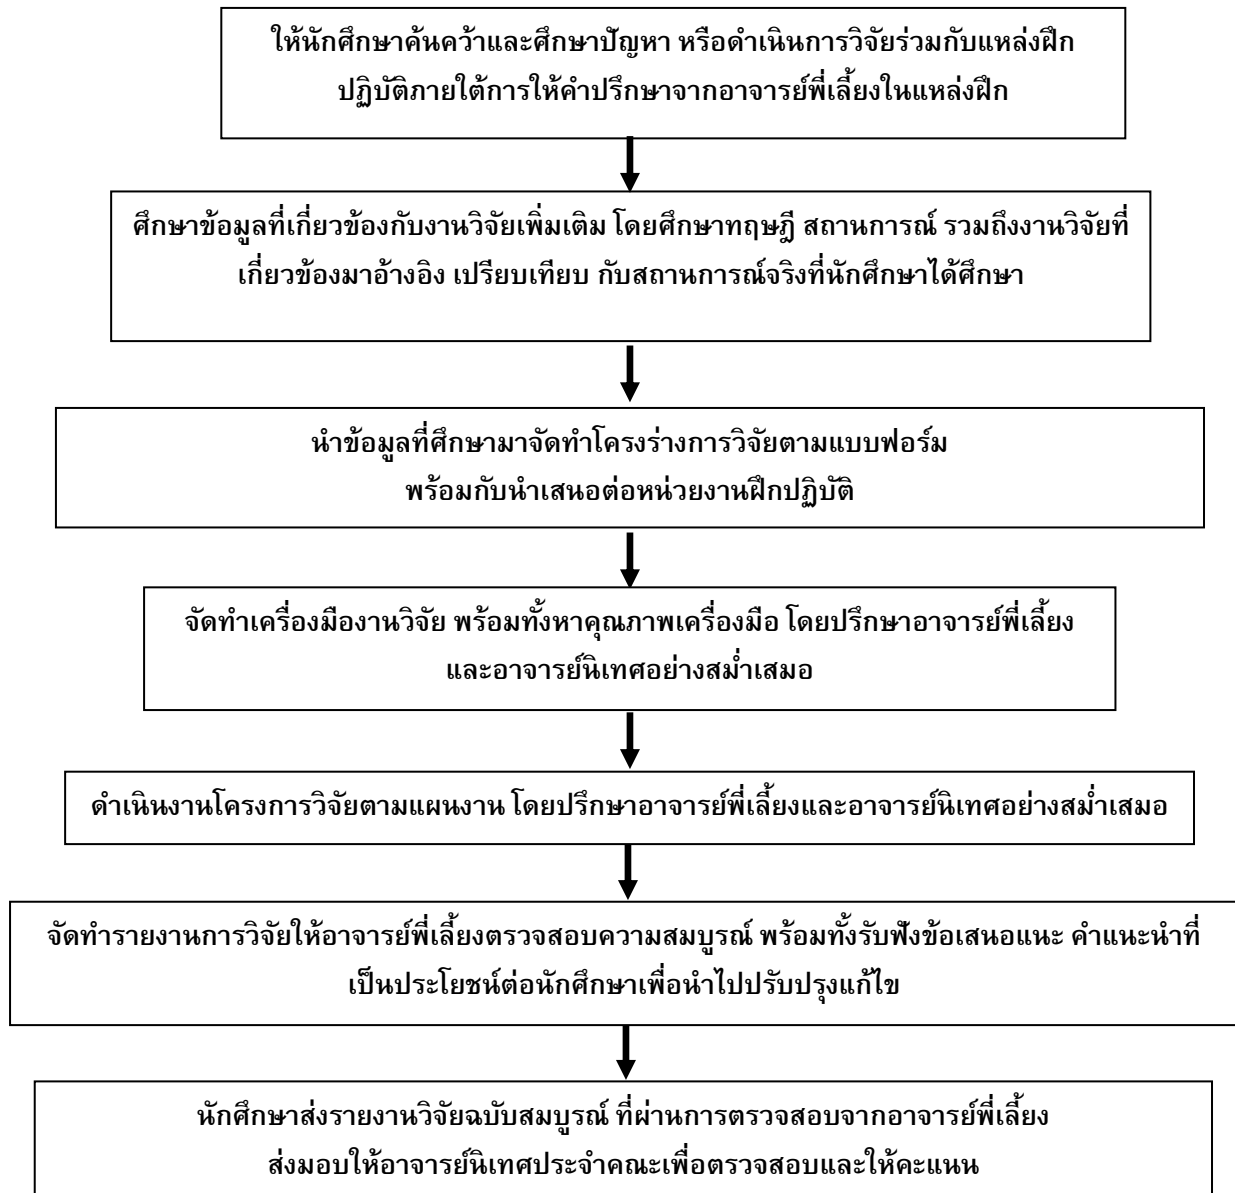 ให้นักศึกษาค้นคว้าและศึกษาปัญหา หรือดำเนินการวิจัยร่วมกับแหล่งฝึก
ปฏิบัติภายใต้การให้คำปรึกษาจากอาจารย์พี่เลี้ยงในแหล่งฝึก
ศึกษาข้อมูลที่เกี่ยวข้องกับงานวิจัยเพิ่มเติม โดยศึกษาทฤษฎี สถานการณ์ รวมถึงงานวิจัยที่
เกี่ยวข้องมาอ้างอิง เปรียบเทียบ กับสถานการณ์จริงที่นักศึกษาได้ศึกษา
นำข้อมูลที่ศึกษามาจัดทำโครงร่างการวิจัยตามแบบฟอร์ม
พร้อมกับนำเสนอต่อหน่วยงานฝึกปฏิบัติ
จัดทำเครื่องมืองานวิจัย พร้อมทั้งหาคุณภาพเครื่องมือ โดยปรึกษาอาจารย์พี่เลี้ยง
และอาจารย์นิเทศอย่างสม่ำเสมอ
ดำเนินงานโครงการวิจัยตามแผนงาน โดยปรึกษาอาจารย์พี่เลี้ยงและอาจารย์นิเทศอย่างสม่ำเสมอ
จัดทำรายงานการวิจัยให้อาจารย์พี่เลี้ยงตรวจสอบความสมบูรณ์ พร้อมทั้งรับฟังข้อเสนอแนะ คำแนะนำที่
เป็นประโยชน์ต่อนักศึกษาเพื่อนำไปปรับปรุงแก้ไข
นักศึกษาส่งรายงานวิจัยฉบับสมบูรณ์ ที่ผ่านการตรวจสอบจากอาจารย์พี่เลี้ยง
ส่งมอบให้อาจารย์นิเทศประจำคณะเพื่อตรวจสอบและให้คะแนน